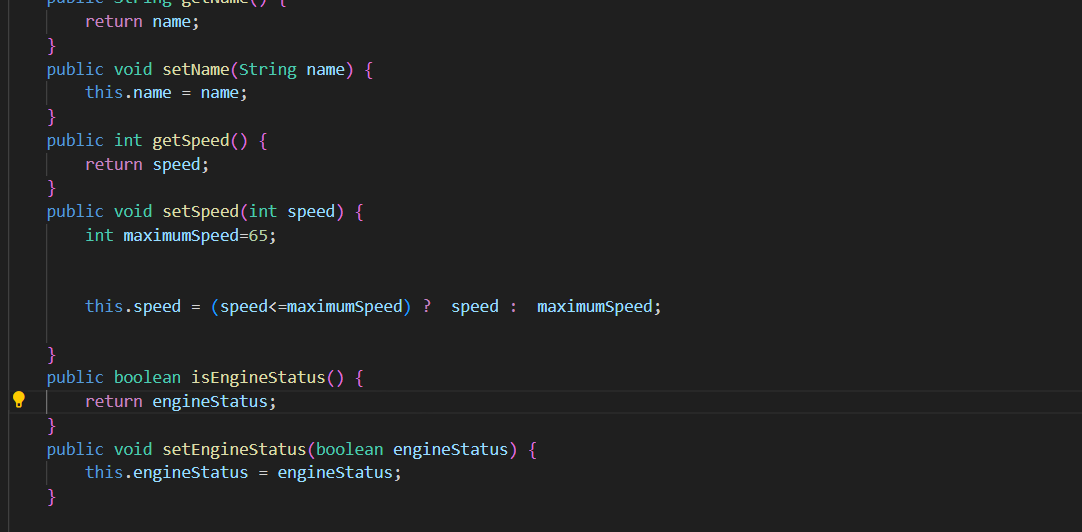 public String getName() {
return name;
}
public void setName(String name) {
this.name = name;
}
public int getSpeed() {
return speed;
}
public void setSpeed(int speed) {
int maximumSpeed=65;
this.speed = (speed<=maximumSpeed) ?  speed :  maximumSpeed;
}
public boolean isEngineStatus() {
return engineStatus;
}
public void setEngineStatus(boolean engineStatus) {
this.engineStatus = engineStatus;
}